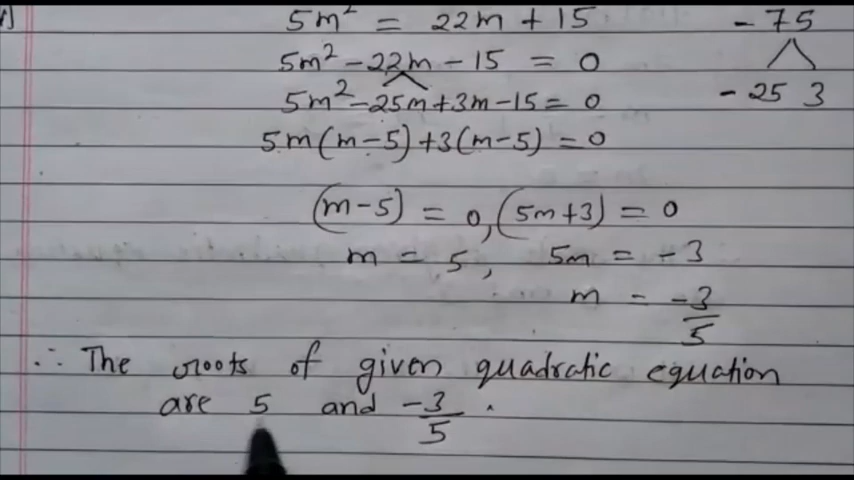 5m² = 22m + 15 - 75
5m² - 22m - 15 = 0
5m² - 25m + 3m - 15 = 0 - 25 3
5m(m-5) + 3(m-5) = 0
(m-5) = 0, (5m+3) = 0
m = 5, 5m = -3
m = -3/5
∴ The roots of given quadratic equation
are 5 and -3/5 .